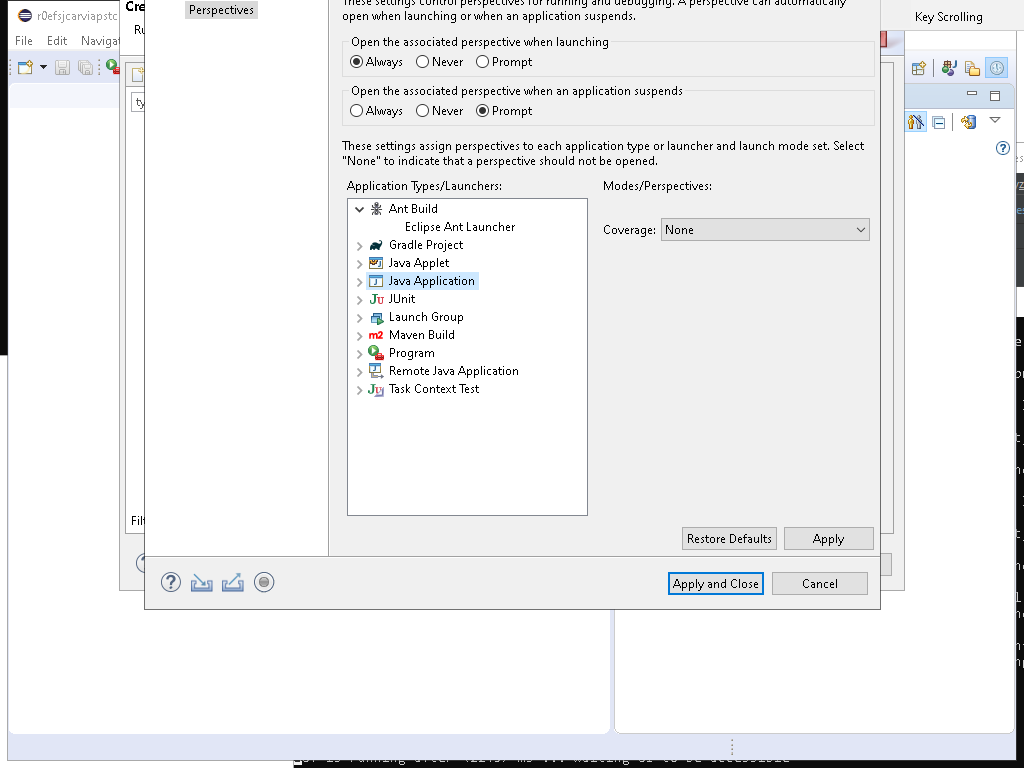 r0efsjcarviapstc
Cre
Perspectives
These settings control perspectives for running and debugging. A perspective can automatically
open when launching or when an application suspends.
Key Scrolling
File Edit Navigat
Ru
Open the associated perspective when launching
Always Never Prompt
Open the associated perspective when an application suspends
Always Never Prompt
ty
These settings assign perspectives to each application type or launcher and launch mode set. Select
"None" to indicate that a perspective should not be opened.
Application Types/Launchers:
Modes/Perspectives:
Ant Build
Eclipse Ant Launcher
Coverage: None
Gradle Project
Java Applet
Java Application
JUnit
Launch Group
Maven Build
Program
Remote Java Application
Task Context Test
Filt
Restore Defaults Apply
Apply and Close Cancel